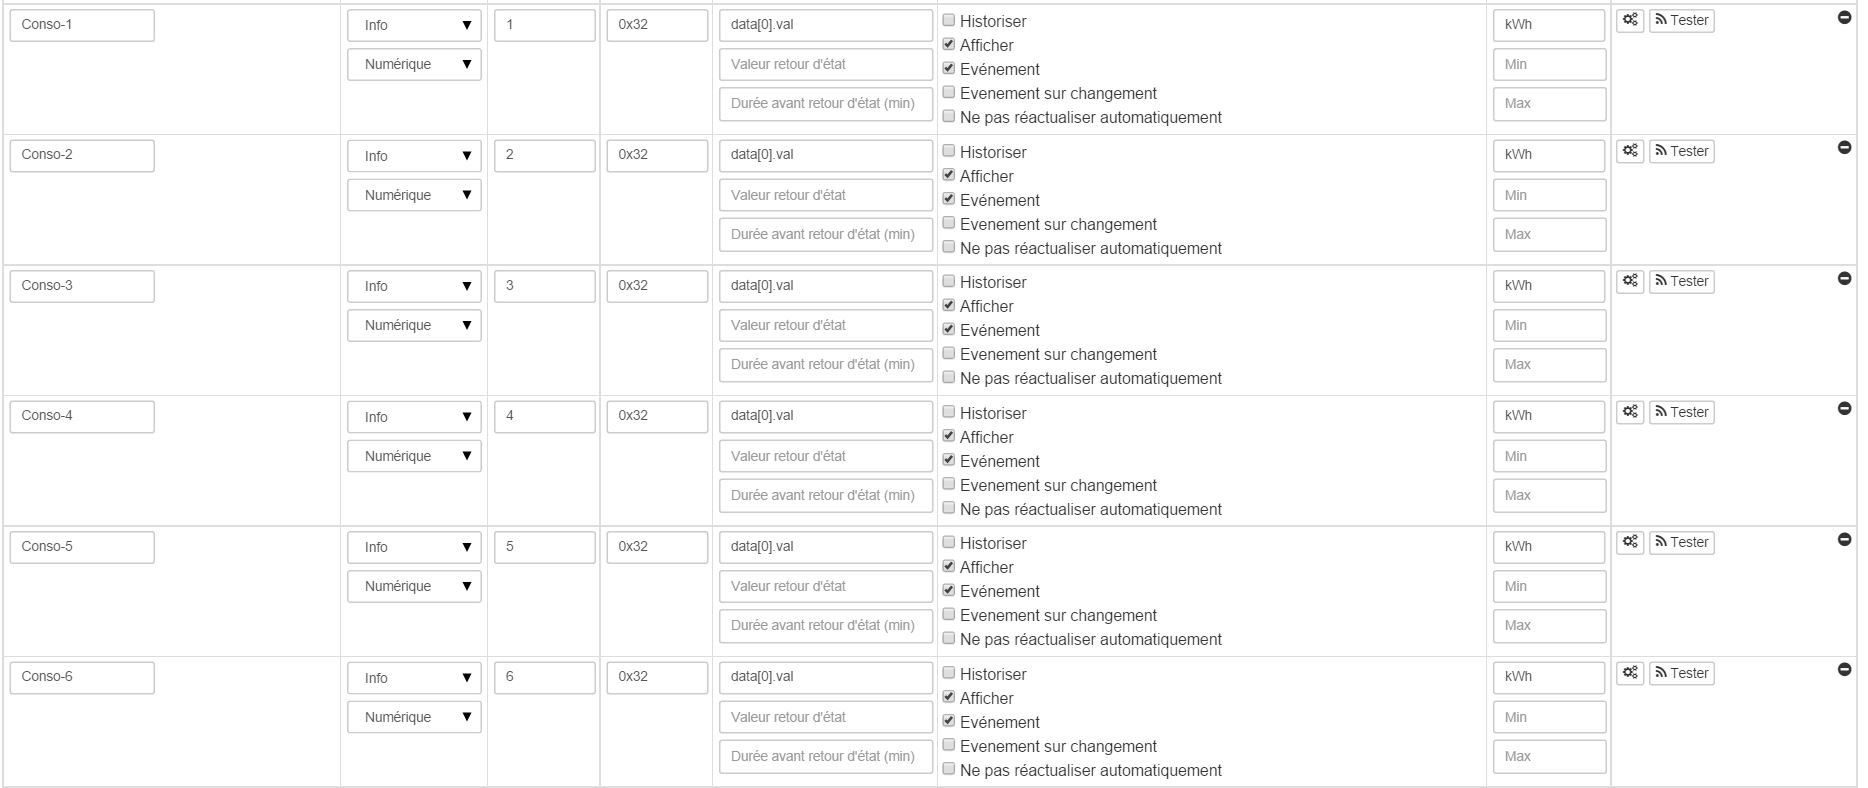 Conso-1 Info 1 0x32 data[0].val Historiser kWh Tester
Afficher
Numérique Valeur retour d'état Evénement Min
Evenement sur changement
Durée avant retour d'état (min) Max
Ne pas réactualiser automatiquement
Conso-2 Info 2 0x32 data[0].val Historiser kWh Tester
Afficher
Numérique Valeur retour d'état Evénement Min
Evenement sur changement
Durée avant retour d'état (min) Max
Ne pas réactualiser automatiquement
Conso-3 Info 3 0x32 data[0].val Historiser kWh Tester
Afficher
Numérique Valeur retour d'état Evénement Min
Evenement sur changement
Durée avant retour d'état (min) Max
Ne pas réactualiser automatiquement
Conso-4 Info 4 0x32 data[0].val Historiser kWh Tester
Afficher
Numérique Valeur retour d'état Evénement Min
Evenement sur changement
Durée avant retour d'état (min) Max
Ne pas réactualiser automatiquement
Conso-5 Info 5 0x32 data[0].val Historiser kWh Tester
Afficher
Numérique Valeur retour d'état Evénement Min
Evenement sur changement
Durée avant retour d'état (min) Max
Ne pas réactualiser automatiquement
Conso-6 Info 6 0x32 data[0].val Historiser kWh Tester
Afficher
Numérique Valeur retour d'état Evénement Min
Evenement sur changement
Durée avant retour d'état (min) Max
Ne pas réactualiser automatiquement